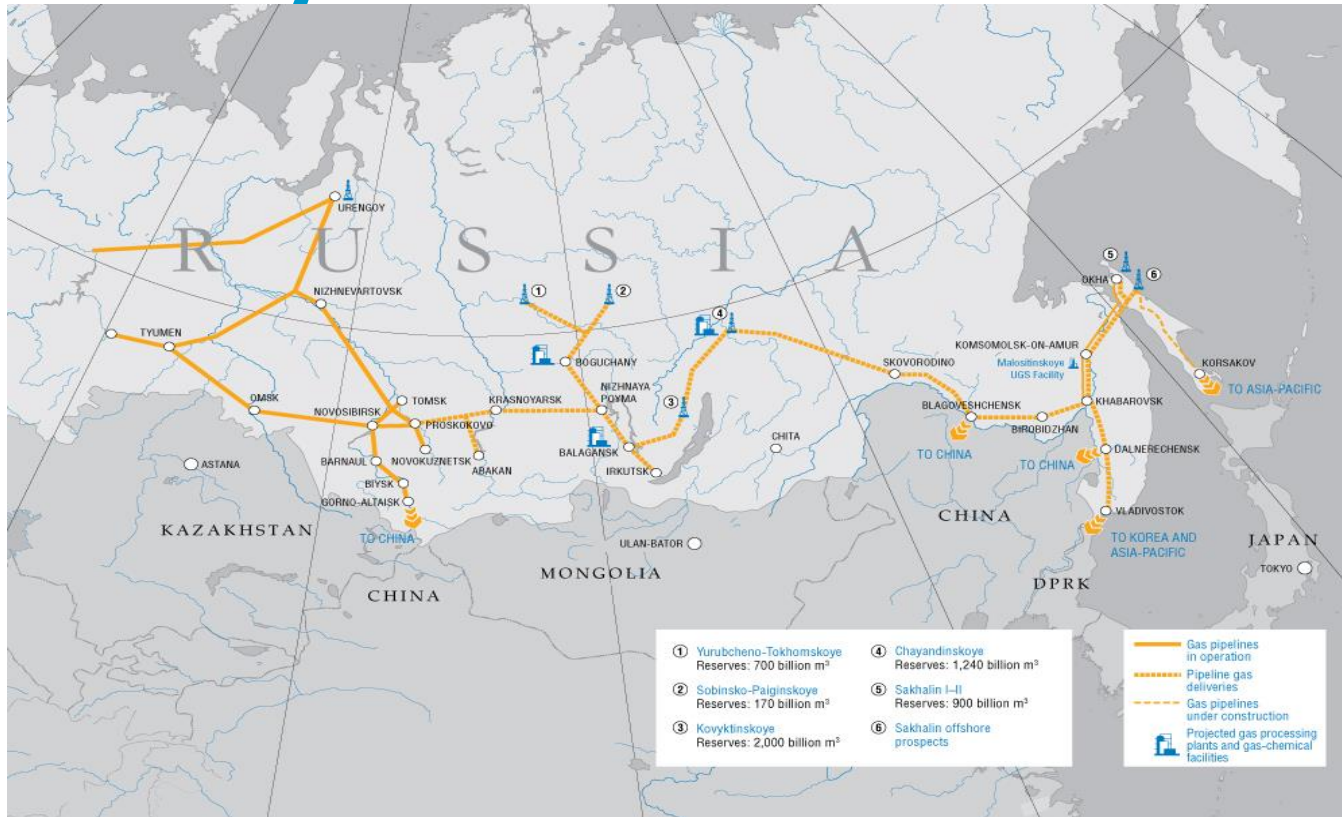 URENGOY
RUSSIA
NIZHNEVARTOVSK
TYUMEN
OMSK
NOVOSIBIRSK
TOMSK
PROSKOKOVO
BARNAUL
NOVOKUZNETSK
BIYSK
GORNO-ALTAISK
TO CHINA
ASTANA
KAZAKHSTAN
CHINA
ABAKAN
KRASNOYARSK
1
2
BOGUCHANY
NIZHNAYA
POYMA
BALAGANSK
IRKUTSK
3
4
CHITA
ULAN-BATOR
MONGOLIA
SKOVORODINO
BLAGOVESHCHENSK
TO CHINA
BIROBIDZHAN
5
6
OKHA
KOMSOMOLSK-ON-AMUR
Malositinskoye
UGS Facility
KHABAROVSK
KORSAKOV
TO ASIA-PACIFIC
DALNERECHENSK
TO CHINA
VLADIVOSTOK
TO KOREA AND
ASIA-PACIFIC
CHINA
DPRK
JAPAN
TOKYO
1 Yurubcheno-Tokhomskoye
Reserves: 700 billion m³
2 Sobinsko-Paiginskoye
Reserves: 170 billion m³
3 Kovyktinskoye
Reserves: 2,000 billion m³
4 Chayandinskoye
Reserves: 1,240 billion m³
5 Sakhalin I–II
Reserves: 900 billion m³
6 Sakhalin offshore
prospects
Gas pipelines
in operation
Pipeline gas
deliveries
Gas pipelines
under construction
Projected gas processing
plants and gas-chemical
facilities